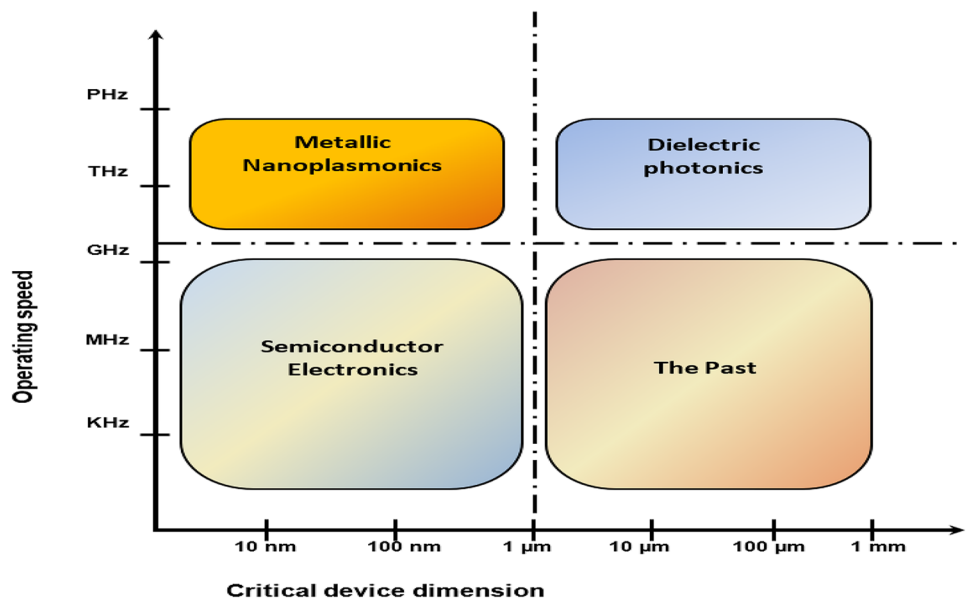 PHz
Metallic
Nanoplasmonics
Dielectric
photonics
THz
GHz
Operating speed
MHz
Semiconductor
Electronics
The Past
KHz
10 nm
100 nm
1 µm
10 µm
100 µm
1 mm
Critical device dimension